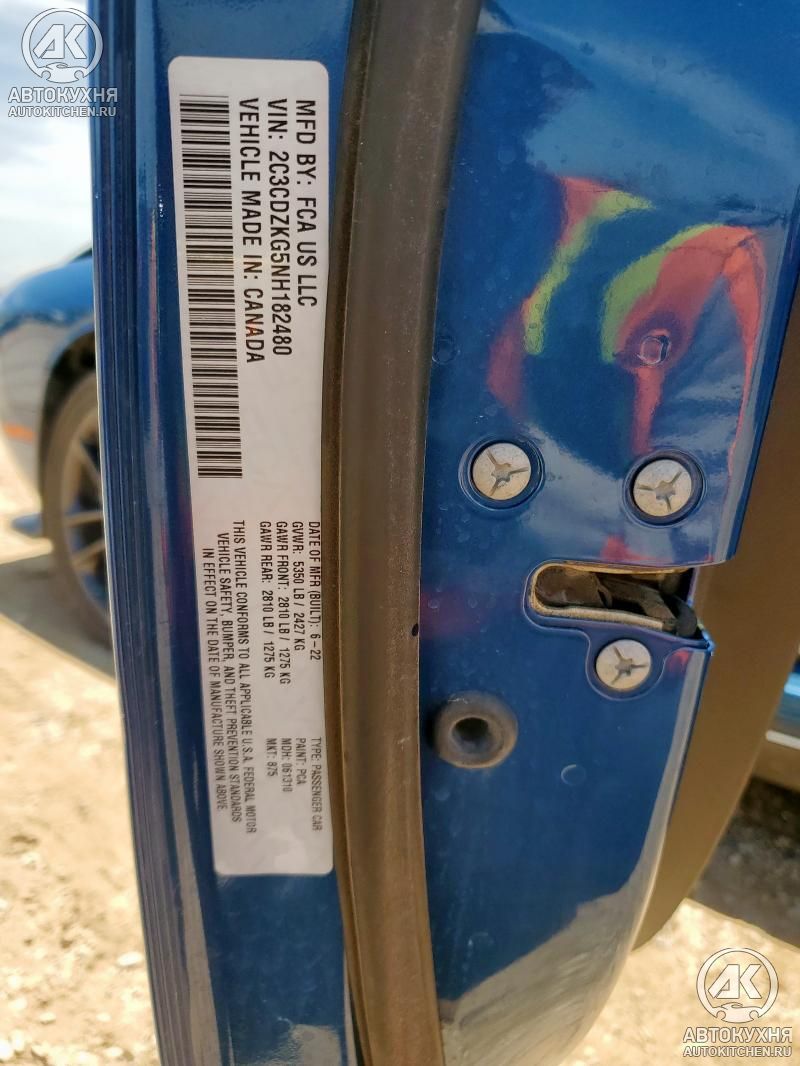 AK
АВТОКУХНЯ
AUTOKITCHEN.RU
MFD BY: FCA US LLC
VIN: 2C3CDZKG5NH182480
VEHICLE MADE IN: CANADA
DATE OF MFR (BUILT): 6-22
GVWR: 5350 LB / 2427 KG
GAWR FRONT: 2810 LB / 1275 KG
GAWR REAR: 2810 LB / 1275 KG
TYPE: PASSENGER CAR
PAINT: PCA
MDH: 061310
MKT: 875
THIS VEHICLE CONFORMS TO ALL APPLICABLE U.S.A. FEDERAL MOTOR
VEHICLE SAFETY, BUMPER, AND THEFT PREVENTION STANDARDS
IN EFFECT ON THE DATE OF MANUFACTURE SHOWN ABOVE.
AK
АВТОКУХНЯ
AUTOKITCHEN.RU